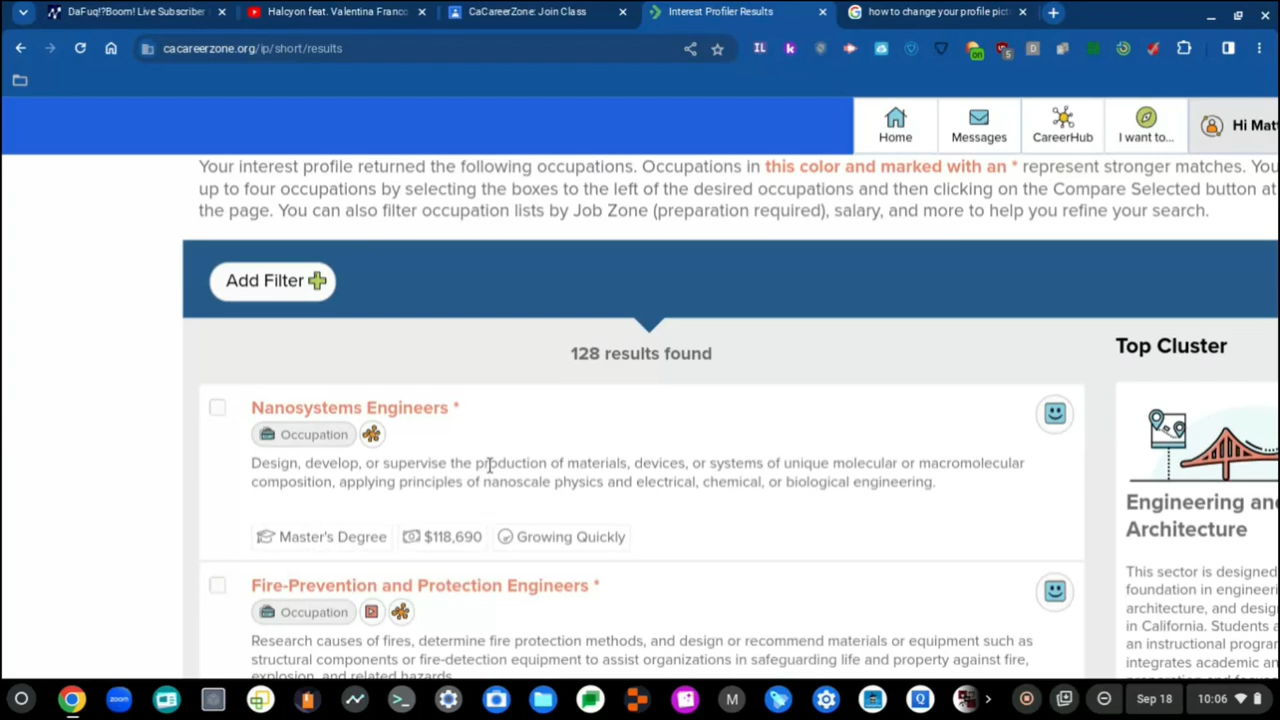 DaFuq!?Boom! Live Subscriber
Halcyon feat. Valentina Franco
CaCareerZone: Join Class
Interest Profiler Results
how to change your profile pict
cacareerzone.org/ip/short/results
IL
k
on
5
D
Home
Messages
CareerHub
I want to...
Hi Mat
Your interest profile returned the following occupations. Occupations in this color and marked with an * represent stronger matches. You
up to four occupations by selecting the boxes to the left of the desired occupations and then clicking on the Compare Selected button at
the page. You can also filter occupation lists by Job Zone (preparation required), salary, and more to help you refine your search.
Add Filter
128 results found
Top Cluster
Nanosystems Engineers *
Occupation
Design, develop, or supervise the production of materials, devices, or systems of unique molecular or macromolecular
composition, applying principles of nanoscale physics and electrical, chemical, or biological engineering.
Master's Degree
$118,690
Growing Quickly
Engineering and
Architecture
Fire-Prevention and Protection Engineers *
Occupation
Research causes of fires, determine fire protection methods, and design or recommend materials or equipment such as
structural components or fire-detection equipment to assist organizations in safeguarding life and property against fire,
explosion, and related hazards.
This sector is designed
foundation in engineeri
architecture, and desig
in California. Students a
an instructional progra
integrates academic an
zoom
M
Q
Sep 18
10:06